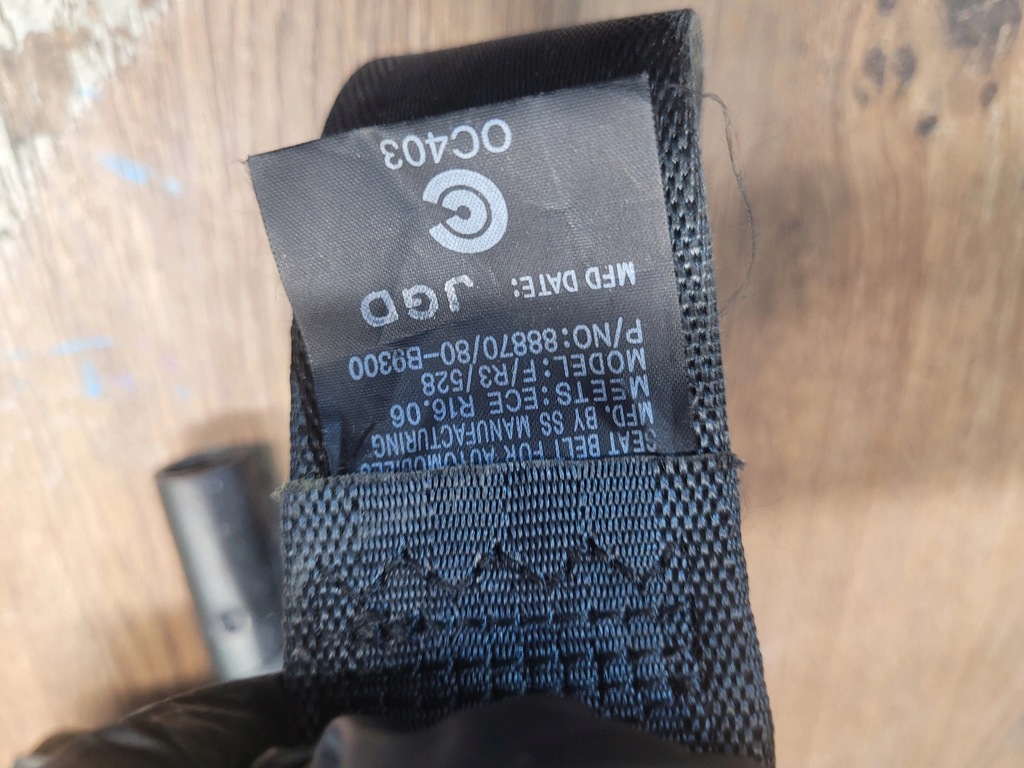 SEAT BELT FOR AUTOMOBILES
MFD. BY SS MANUFACTURING
MEETS:ECE R16.06
MODEL:F/R3/528
P/NO:88870/80-B9300
MFD DATE: JGD
OC403